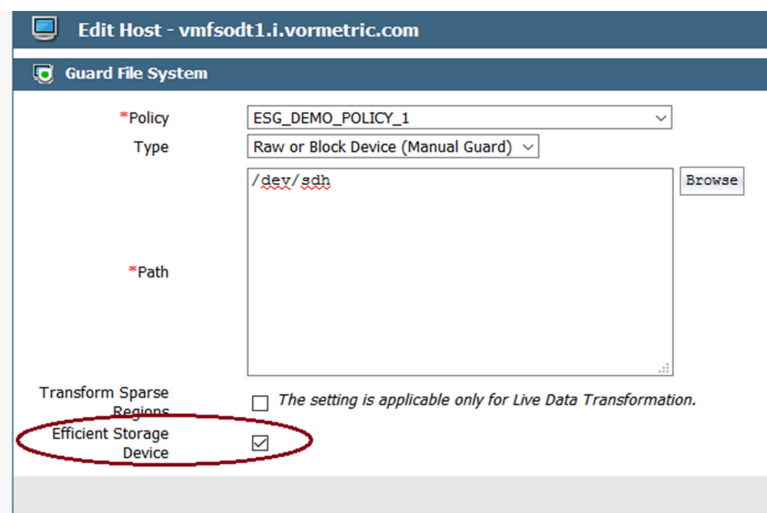 Edit Host - vmfsodt1.i.vormetric.com
Guard File System
*Policy ESG_DEMO_POLICY_1
Type Raw or Block Device (Manual Guard)
/dev/sdh Browse
*Path
Transform Sparse
Regions The setting is applicable only for Live Data Transformation.
Efficient Storage
Device